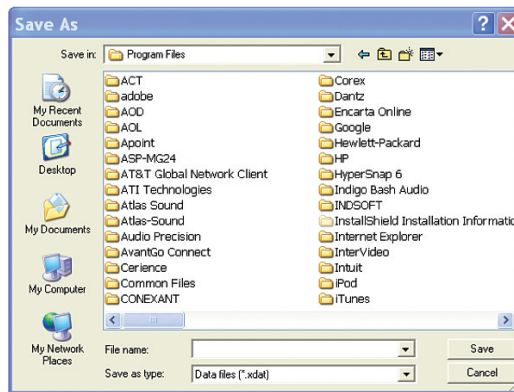 Save As
Save in: Program Files
My Recent Documents
Desktop
My Documents
My Computer
My Network Places
ACT
adobe
AOD
AOL
Apoint
ASP-MG24
AT&T Global Network Client
ATI Technologies
Atlas Sound
Atlas-Sound
Audio Precision
AvantGo Connect
Cerience
Common Files
CONEXANT
Corex
Dantz
Encarta Online
Google
Hewlett-Packard
HP
HyperSnap 6
Indigo Bash Audio
INDSOFT
InstallShield Installation Informatio
Internet Explorer
InterVideo
Intuit
iPod
iTunes
File name:
Save
Save as type: Data files (*.xdat)
Cancel